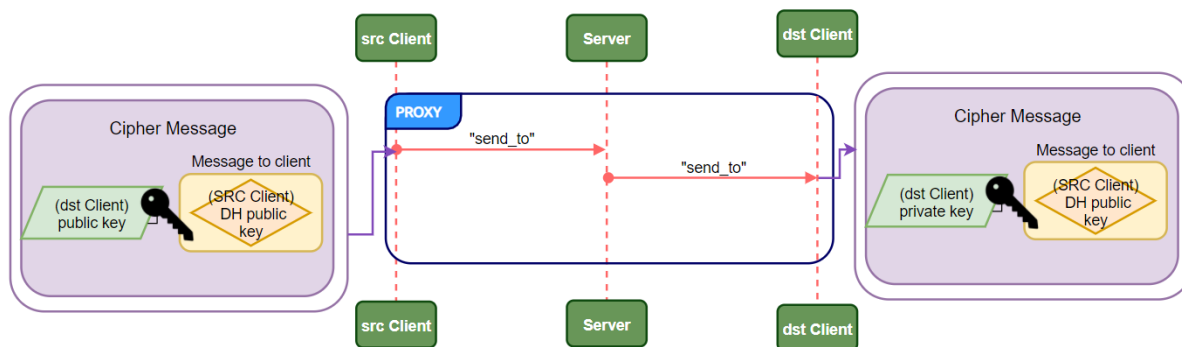 src Client
Server
dst Client
Cipher Message
Message to client
(dst Client)
public key
(SRC Client)
DH public
key
PROXY
"send_to"
"send_to"
Cipher Message
Message to client
(dst Client)
private key
(SRC Client)
DH public
key
src Client
Server
dst Client